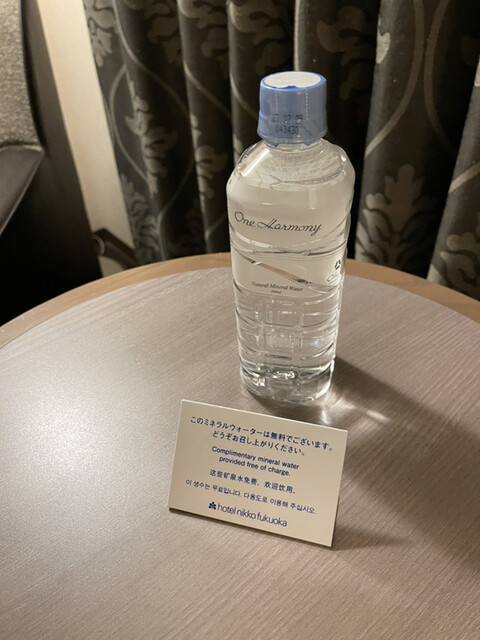 One Harmony
Natural Mineral Water
このミネラルウォーターは無料でございます。
どうぞお召し上がりください。
Complimentary mineral water
provided free of charge.
这些矿泉水免费，欢迎饮用。
이 생수는 무료입니다. 다용도로 이용해 주십시오.
hotel nikko fukuoka